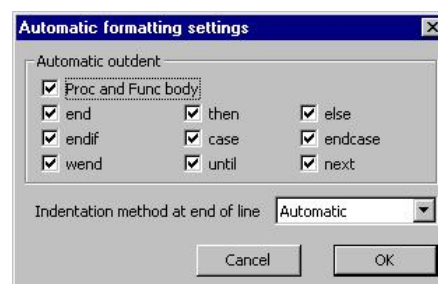 Automatic formatting settings
Automatic outdent
Proc and Func body
end then else
endif case endcase
wend until next
Indentation method at end of line Automatic
Cancel OK